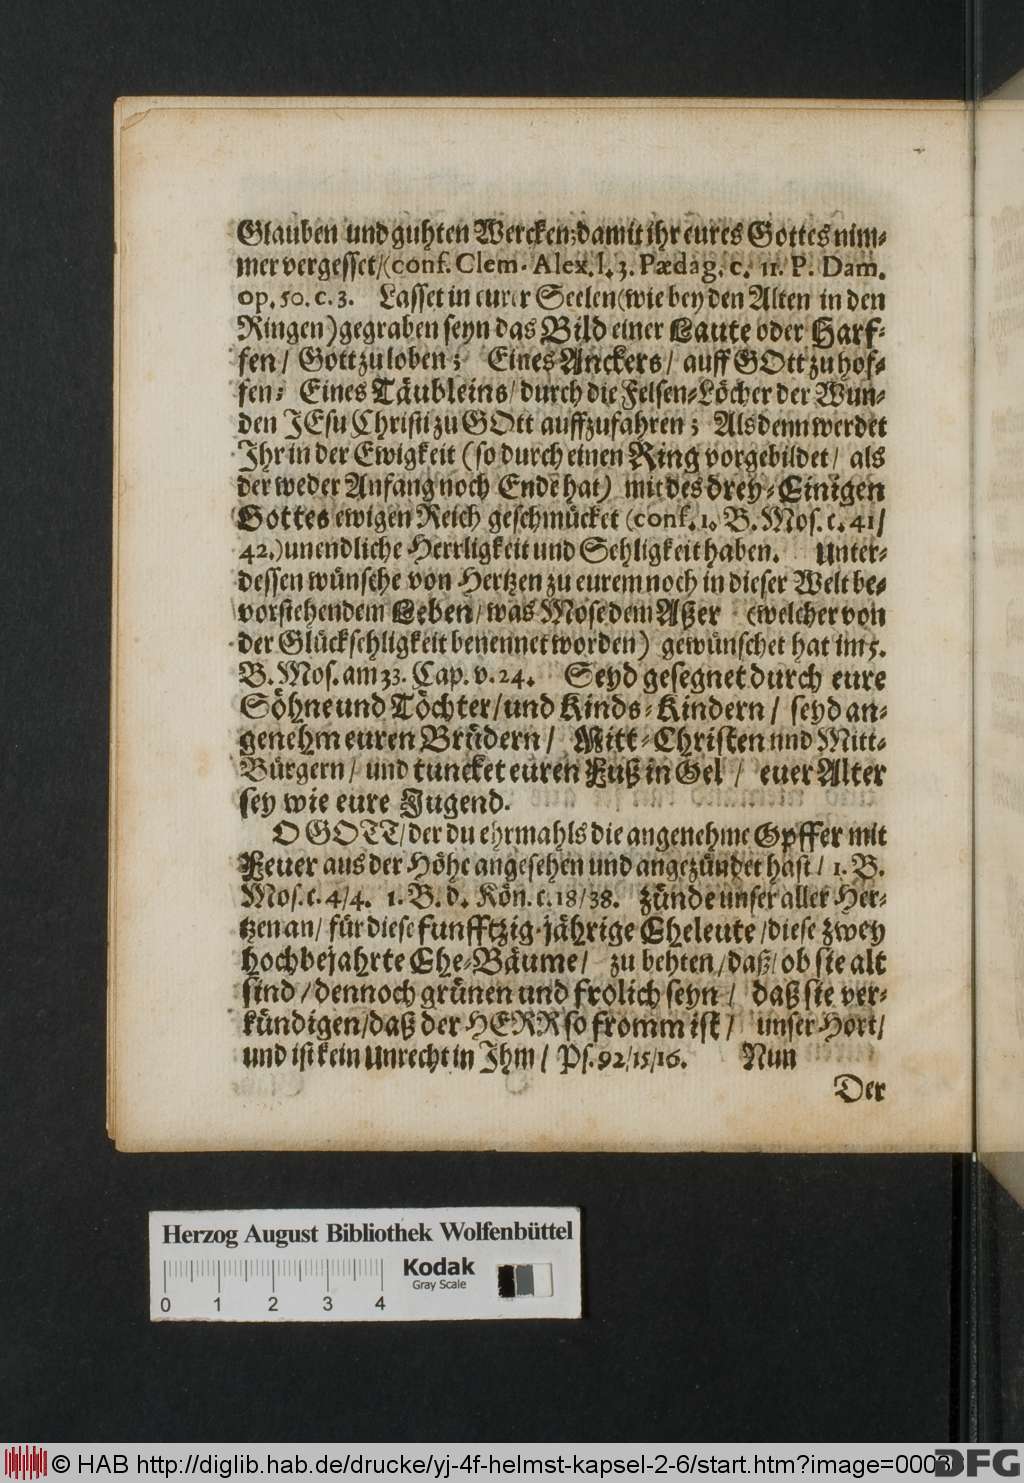 Glauben und guhten Wercken; damit ihr eures Gottes nim-
mer vergesset/ (conf. Clem. Alex. l. 3. Pædag. c. 11. P. Dam.
op. 50. c. 3. Lasset in eurer Seelen (wie bey den Alten in den
Ringen) gegraben seyn das Bild einer Laute oder Harf-
fen / Gott zu loben; Eines Anckers / auff GOtt zu hof-
fen; Eines Täubleins/ durch die Felsen-Löcher der Wun-
den JEsu Christi zu GOtt auffzufahren; Alsdenn werdet
Ihr in der Ewigkeit (so durch einen Ring vorgebildet/ als
der weder Anfang noch Ende hat) mit des drey-Einigen
Gottes ewigen Reich geschmücket (conf. 1. B. Mos. c. 41/
42.) unendliche Herrligkeit und Sehligkeit haben. Unter-
dessen wünsche von Hertzen zu eurem noch in dieser Welt be-
vorstehendem Leben/ was Mose dem Aßer (welcher von
der Glücksehligkeit benennet worden) gewünschet hat im 5.
B. Mos. am 33. Cap. v. 24. Seyd gesegnet durch eure
Söhne und Töchter/ und Kinds-Kindern / seyd an-
genehm euren Brüdern / Mitt-Christen und Mitt-
Bürgern/ und tuncket euren Fuß in Oel / euer Alter
sey wie eure Jugend.
O GOTT/ der du ehrmahls die angenehme Opffer mit
Feuer aus der Höhe angesehen und angezündet hast/ 1. B.
Mos. c. 4/4. 1. B. d. Kön. c. 18/38. zünde unser aller Her-
tzen an/ für diese funfftzig-jährige Eheleute/ diese zwey
hochbejahrte Ehe-Bäume/ zu behten/ daß/ ob sie alt
sind / dennoch grünen und frölich seyn / daß sie ver-
kündigen/ daß der HERR so fromm ist / unser Hort/
und ist kein Unrecht in Ihm / Ps. 92/15/16. Nun
Der
Herzog August Bibliothek Wolfenbüttel
Kodak
Gray Scale
0 1 2 3 4
© HAB http://diglib.hab.de/drucke/yj-4f-helmst-kapsel-2-6/start.htm?image=00038
DFG